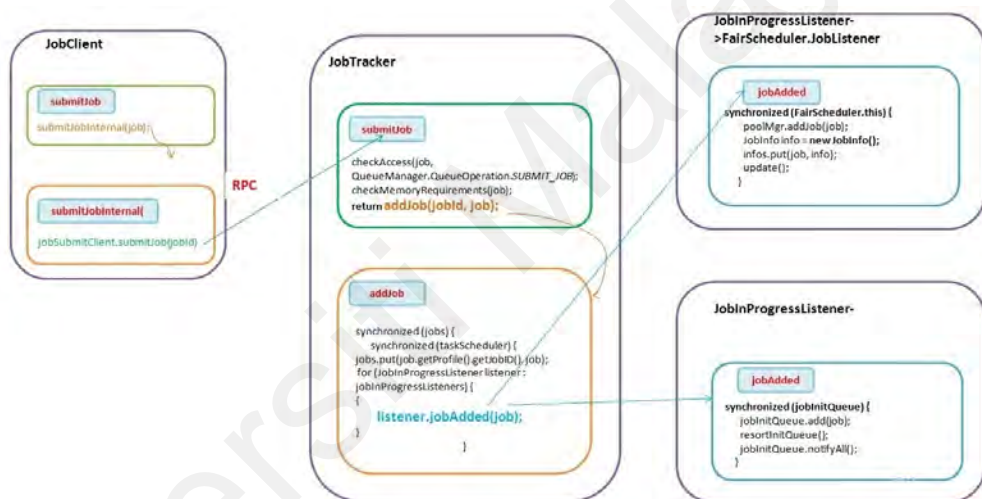 JobClient
submitJob
submitJobInternal(job);
submitJobInternal(
jobSubmitClient.submitJob(jobId)
RPC
JobTracker
submitJob
checkAccess(job,
QueueManager.QueueOperation.SUBMIT_JOB);
checkMemoryRequirements(job);
return addJob(jobId, job);
addJob
synchronized (jobs) {
synchronized (taskScheduler) {
jobs.put(job.getProfile().getJobID(), job);
for (JobInProgressListener listener :
jobInProgressListeners) {
{
listener.jobAdded(job);
}
}
JobInProgressListener-
>FairScheduler.JobListener
jobAdded
synchronized (FairScheduler.this) {
poolMgr.addJob(job);
JobInfo info = new JobInfo();
infos.put(job, info);
update();
}
JobInProgressListener-
jobAdded
synchronized (jobInitQueue) {
jobInitQueue.add(job);
resortInitQueue();
jobInitQueue.notifyAll();
}